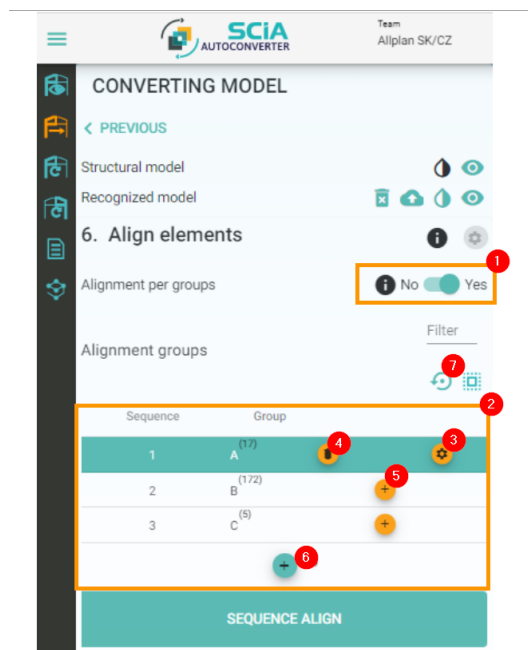 SCiA
AUTOCONVERTER
Team
Allplan SK/CZ
CONVERTING MODEL
< PREVIOUS
Structural model
Recognized model
6. Align elements
1
Alignment per groups
No
Yes
Filter
Alignment groups
7
2
Sequence Group
1 A (17) 4 3
2 B (172) 5
3 C (5)
6
SEQUENCE ALIGN